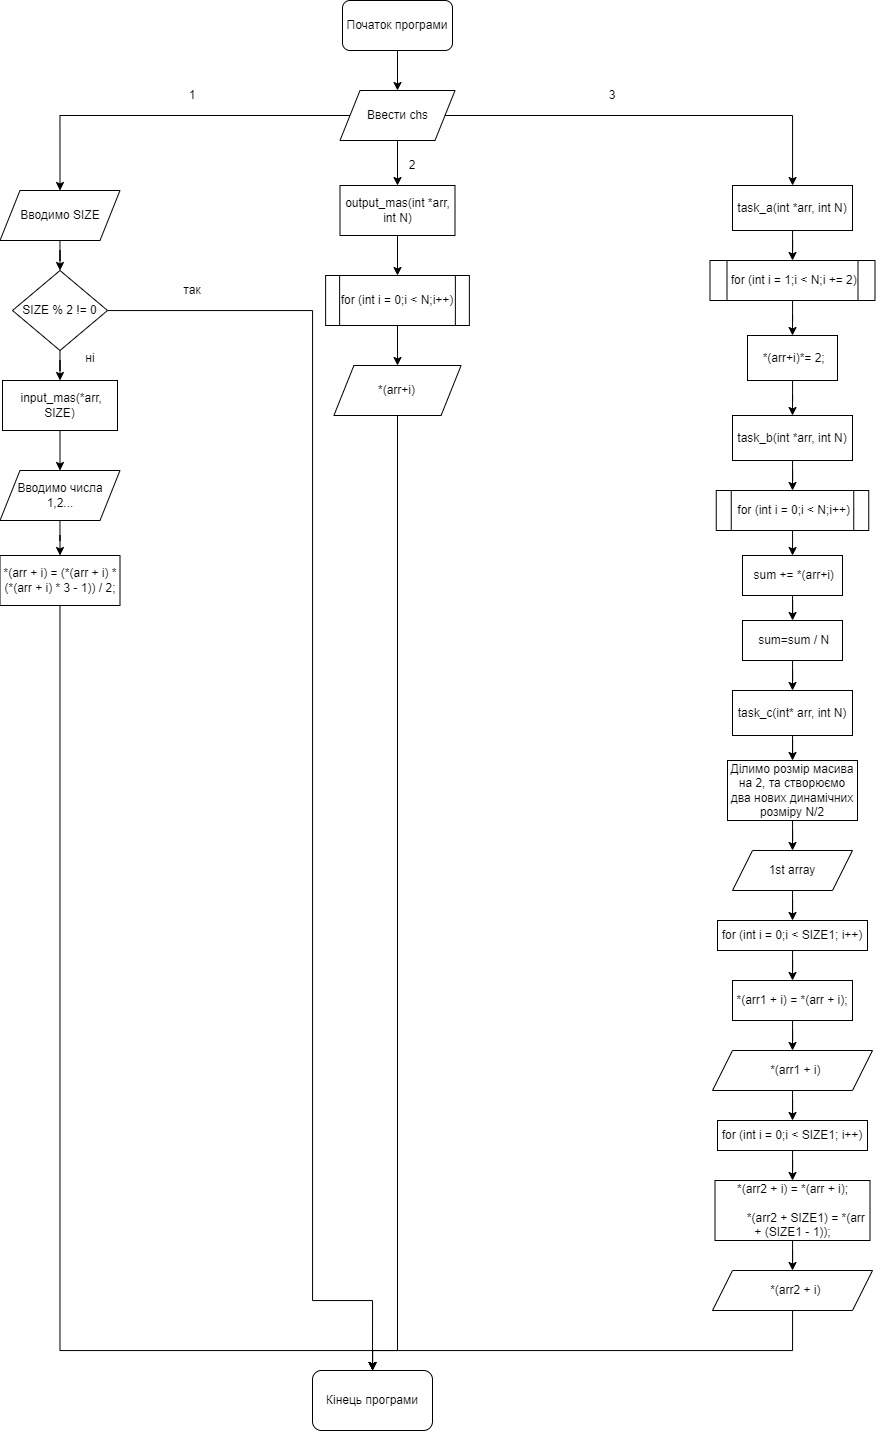 Початок програми
Ввести chs
1
2
3
Вводимо SIZE
SIZE % 2 != 0
так
ні
input_mas(*arr,
SIZE)
Вводимо числа
1,2...
*(arr + i) = (*(arr + i) *
(*(arr + i) * 3 - 1)) / 2;
output_mas(int *arr,
int N)
for (int i = 0;i < N;i++)
*(arr+i)
task_a(int *arr, int N)
for (int i = 1;i < N;i += 2)
*(arr+i)*= 2;
task_b(int *arr, int N)
for (int i = 0;i < N;i++)
sum += *(arr+i)
sum=sum / N
task_c(int* arr, int N)
Ділимо розмір масива
на 2, та створюємо
два нових динамічних
розміру N/2
1st array
for (int i = 0;i < SIZE1; i++)
*(arr1 + i) = *(arr + i);
*(arr1 + i)
for (int i = 0;i < SIZE1; i++)
*(arr2 + i) = *(arr + i);
*(arr2 + SIZE1) = *(arr
+ (SIZE1 - 1));
*(arr2 + i)
Кінець програми